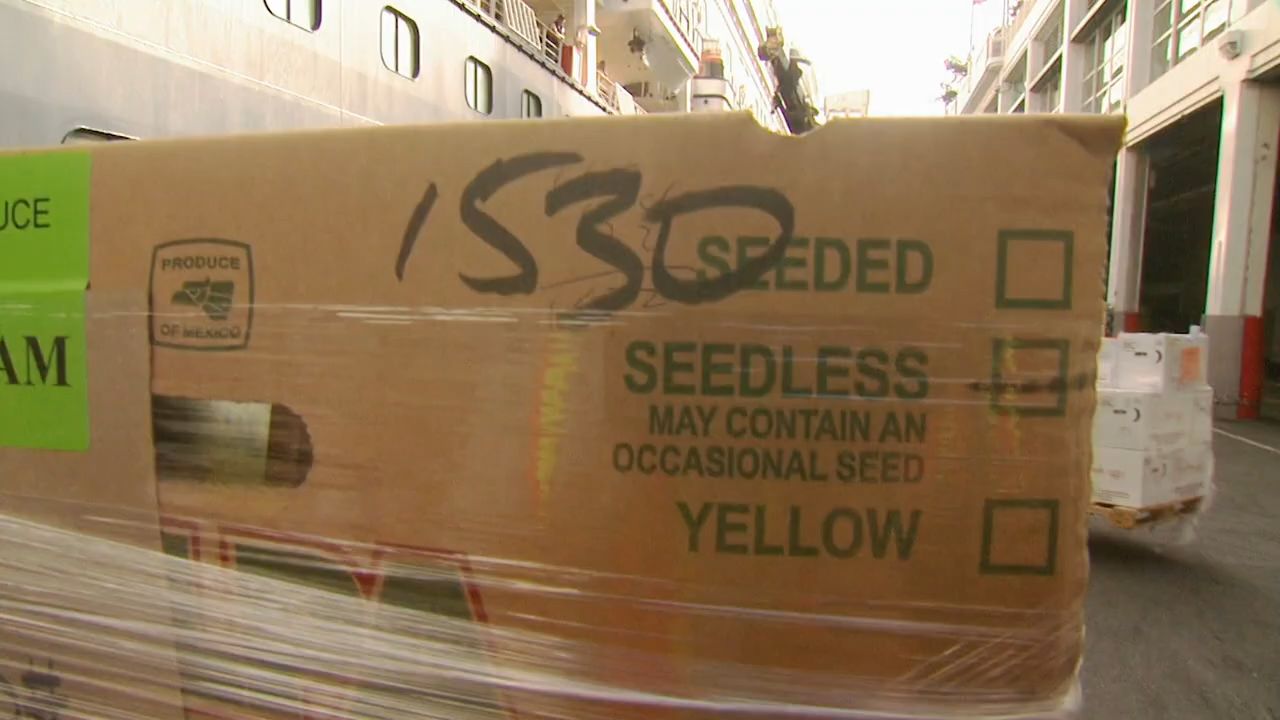 1530
UCE
AM
PRODUCE
OF MEXICO
SEEDED
SEEDLESS
MAY CONTAIN AN
OCCASIONAL SEED
YELLOW